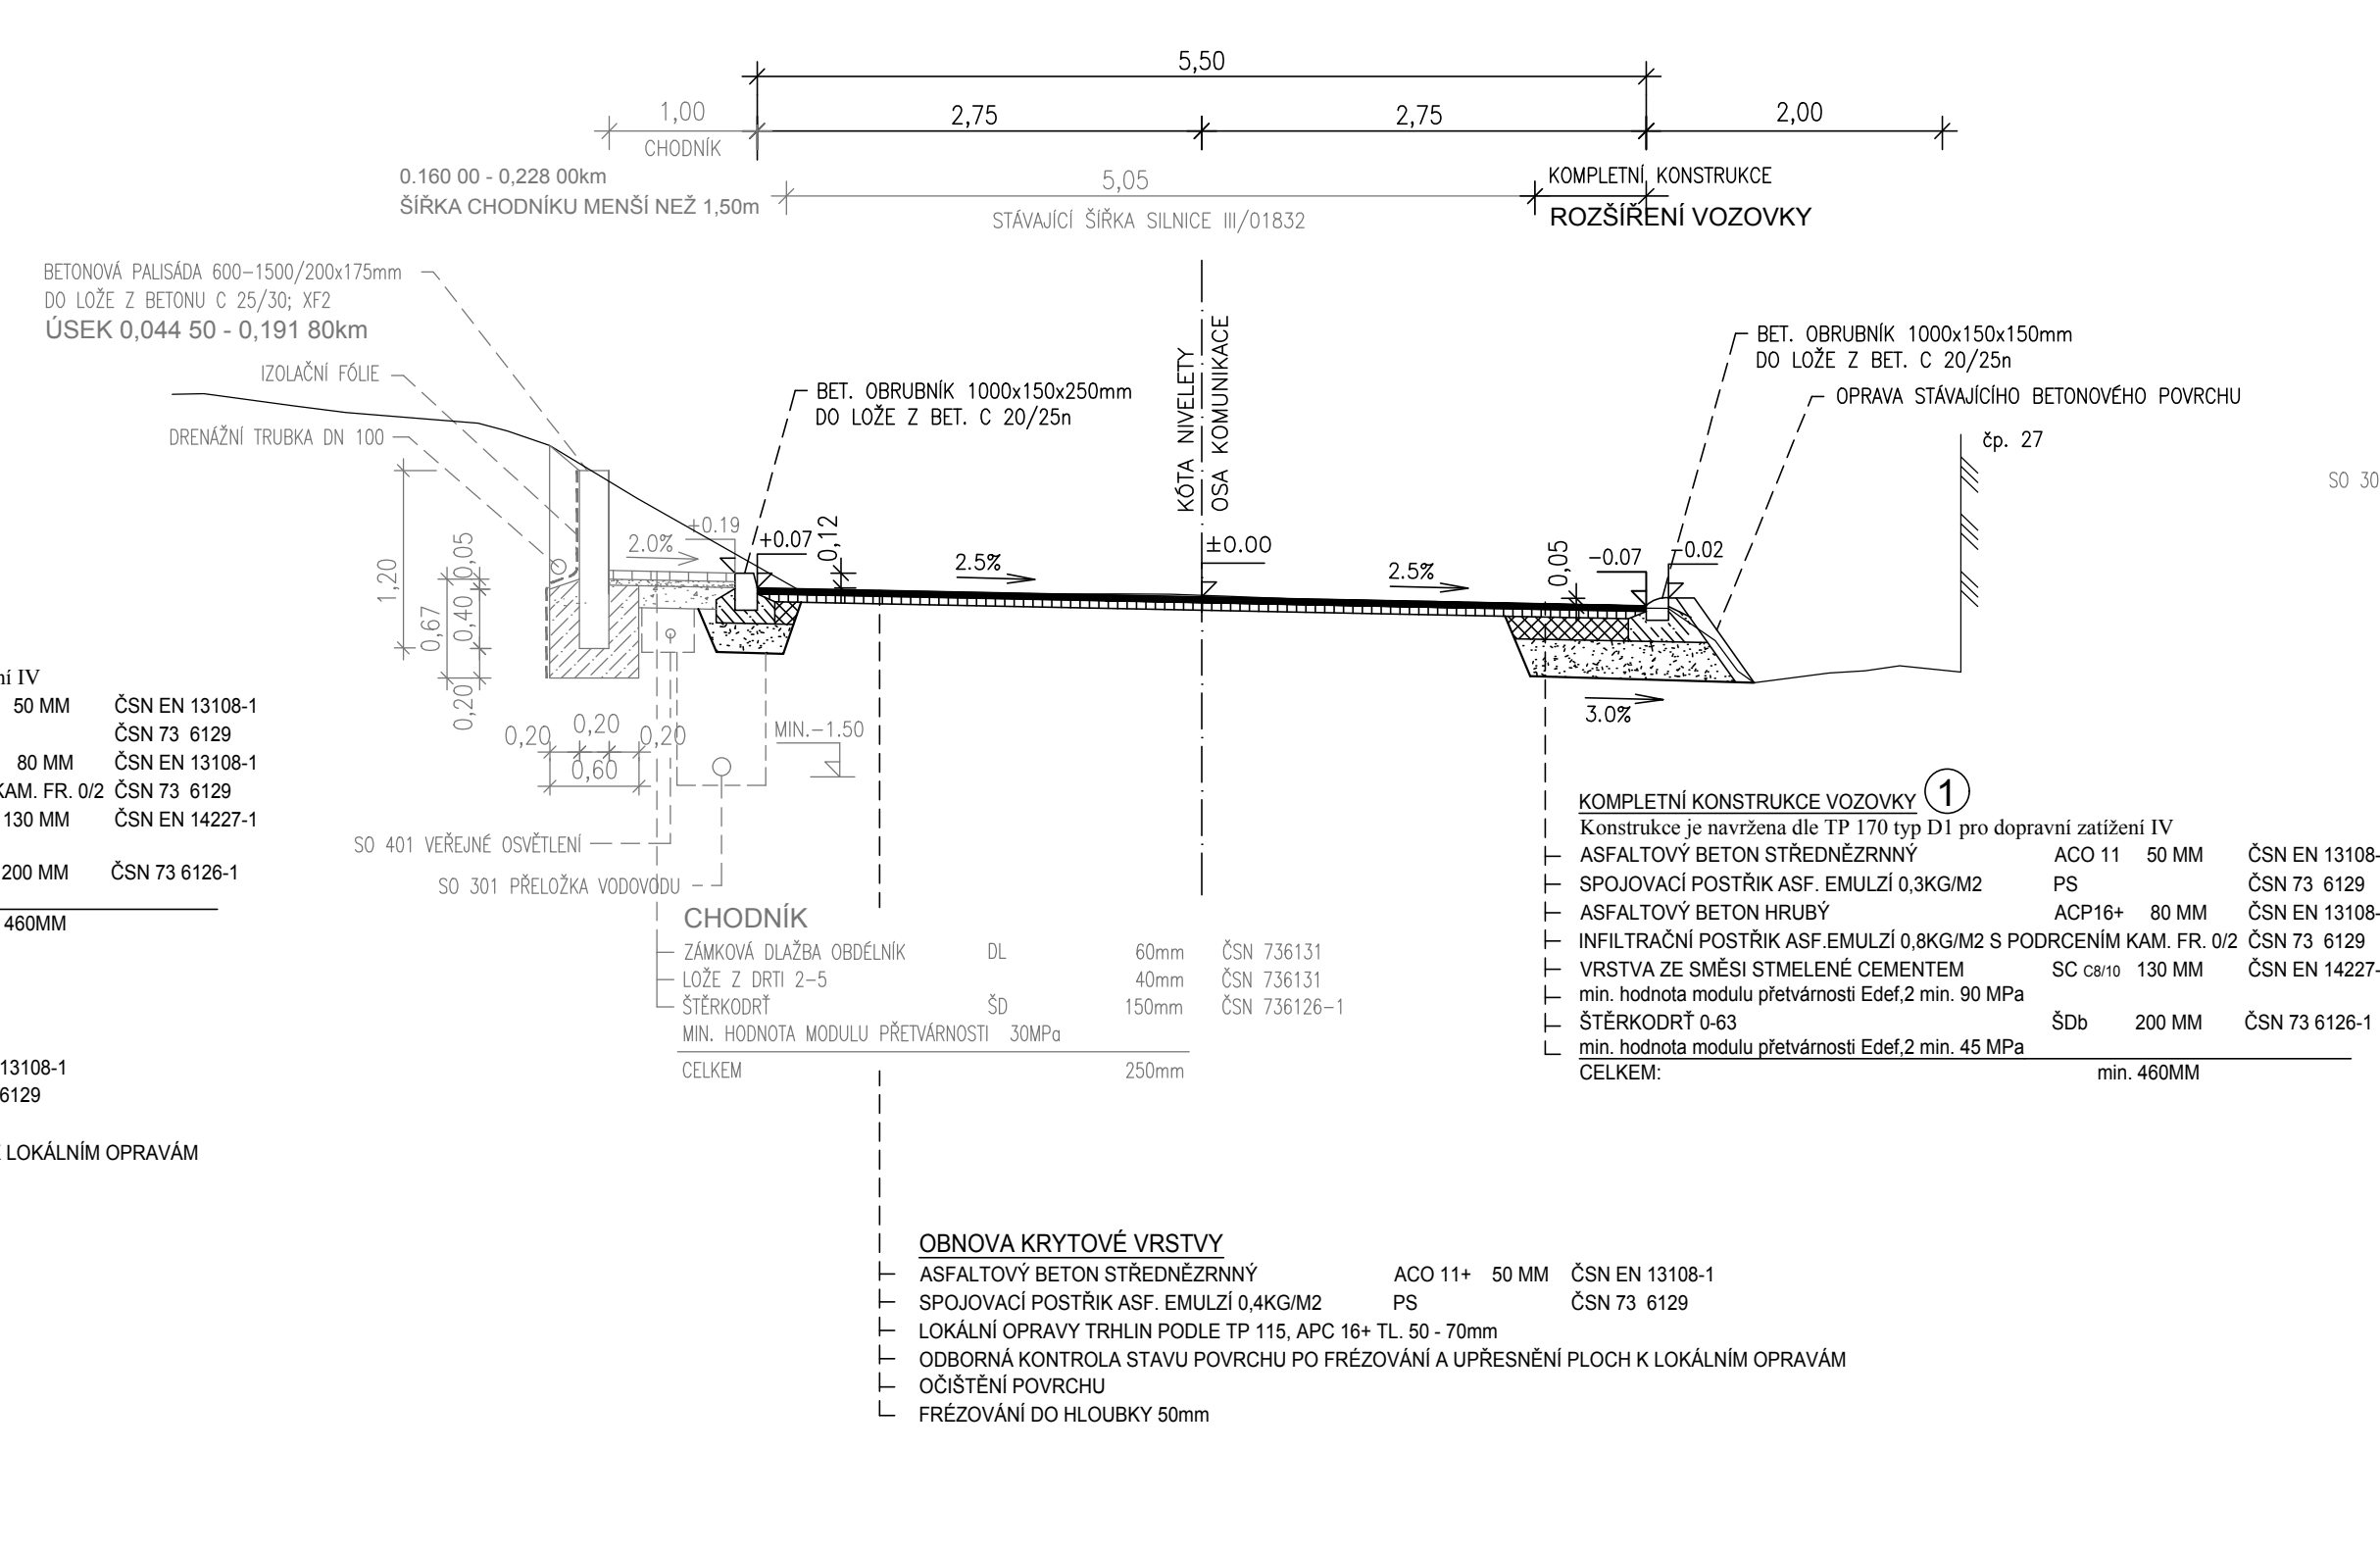 5,50
1,00
2,75
2,75
2,00
CHODNÍK
0.160 00 - 0,228 00km
ŠÍŘKA CHODNÍKU MENŠÍ NEŽ 1,50m
5,05
STÁVAJÍCÍ ŠÍŘKA SILNICE III/01832
KOMPLETNÍ KONSTRUKCE
ROZŠÍŘENÍ VOZOVKY
BETONOVÁ PALISÁDA 600-1500/200x175mm
DO LOŽE Z BETONU C 25/30; XF2
ÚSEK 0,044 50 - 0,191 80km
IZOLAČNÍ FÓLIE
DRENÁŽNÍ TRUBKA DN 100
BET. OBRUBNÍK 1000x150x250mm
DO LOŽE Z BET. C 20/25n
KÓTA NIVELETY
OSA KOMUNIKACE
BET. OBRUBNÍK 1000x150x150mm
DO LOŽE Z BET. C 20/25n
OPRAVA STÁVAJÍCÍHO BETONOVÉHO POVRCHU
čp. 27
SO 30
1,20
0,67
0,05
0,40
0,20
2.0%
+0.19
+0.07
0,12
2.5%
±0.00
2.5%
0,05
-0.07
-0.02
3.0%
0,20
0,20
0,20
0,60
MIN.-1.50
SO 401 VEŘEJNÉ OSVĚTLENÍ
SO 301 PŘELOŽKA VODOVODU
ní IV
50 MM ČSN EN 13108-1
ČSN 73 6129
80 MM ČSN EN 13108-1
KAM. FR. 0/2 ČSN 73 6129
130 MM ČSN EN 14227-1
200 MM ČSN 73 6126-1
460MM
13108-1
6129
LOKÁLNÍM OPRAVÁM
CHODNÍK
ZÁMKOVÁ DLAŽBA OBDÉLNÍK DL 60mm ČSN 736131
LOŽE Z DRTI 2-5 40mm ČSN 736131
ŠTĚRKODRŤ ŠD 150mm ČSN 736126-1
MIN. HODNOTA MODULU PŘETVÁRNOSTI 30MPa
CELKEM 250mm
KOMPLETNÍ KONSTRUKCE VOZOVKY 1
Konstrukce je navržena dle TP 170 typ D1 pro dopravní zatížení IV
ASFALTOVÝ BETON STŘEDNĚZRNNÝ ACO 11 50 MM ČSN EN 13108-
SPOJOVACÍ POSTŘIK ASF. EMULZÍ 0,3KG/M2 PS ČSN 73 6129
ASFALTOVÝ BETON HRUBÝ ACP16+ 80 MM ČSN EN 13108-
INFILTRAČNÍ POSTŘIK ASF.EMULZÍ 0,8KG/M2 S PODRCENÍM KAM. FR. 0/2 ČSN 73 6129
VRSTVA ZE SMĚSI STMELENÉ CEMENTEM SC C8/10 130 MM ČSN EN 14227-
min. hodnota modulu přetvárnosti Edef,2 min. 90 MPa
ŠTĚRKODRŤ 0-63 ŠDb 200 MM ČSN 73 6126-1
min. hodnota modulu přetvárnosti Edef,2 min. 45 MPa
CELKEM: min. 460MM
OBNOVA KRYTOVÉ VRSTVY
ASFALTOVÝ BETON STŘEDNĚZRNNÝ ACO 11+ 50 MM ČSN EN 13108-1
SPOJOVACÍ POSTŘIK ASF. EMULZÍ 0,4KG/M2 PS ČSN 73 6129
LOKÁLNÍ OPRAVY TRHLIN PODLE TP 115, APC 16+ TL. 50 - 70mm
ODBORNÁ KONTROLA STAVU POVRCHU PO FRÉZOVÁNÍ A UPŘESNĚNÍ PLOCH K LOKÁLNÍM OPRAVÁM
OČIŠTĚNÍ POVRCHU
FRÉZOVÁNÍ DO HLOUBKY 50mm